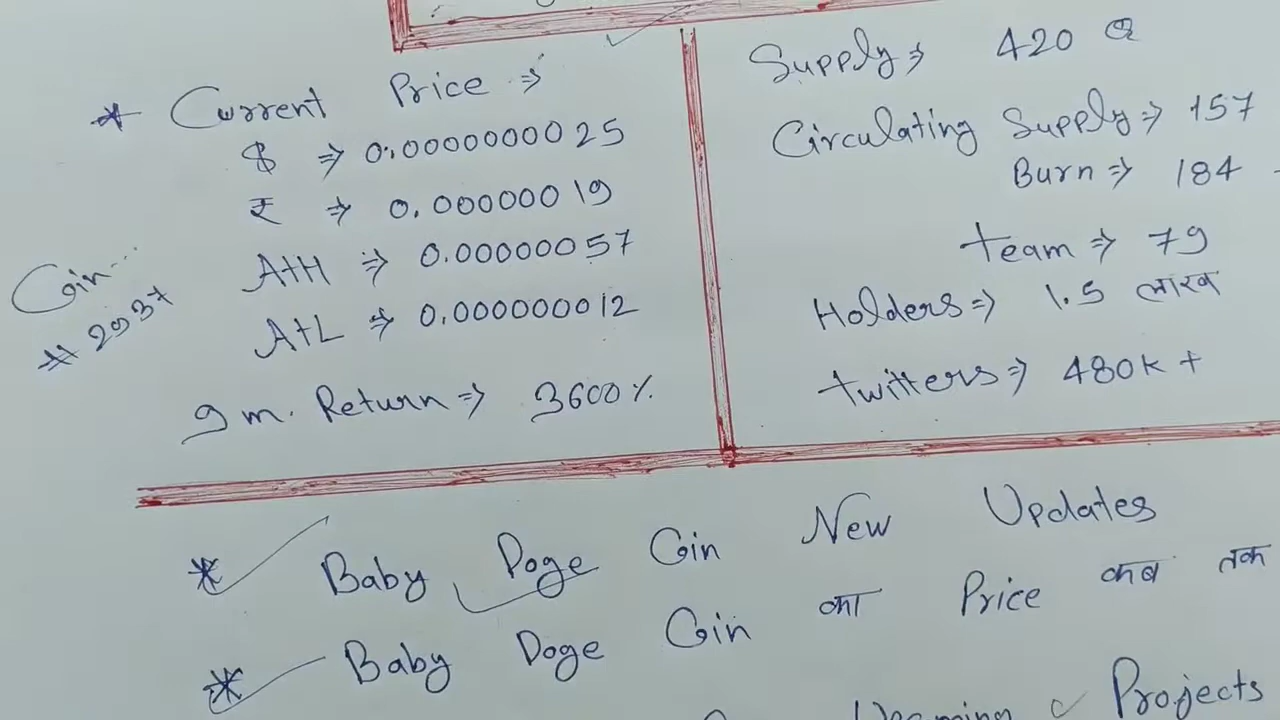 * Current Price ⇒
$ ⇒ 0.0000000025
₹ ⇒ 0.00000019
AtH ⇒ 0.00000057
AtL ⇒ 0.000000012
9 m. Return ⇒ 3600%.
Coin...
# 2937
Supply ⇒ 420 Q
Circulating Supply ⇒ 157
Burn ⇒ 184
team ⇒ 79
Holders ⇒ 1.5 लाख
twitters ⇒ 480K +
* Baby Doge Coin New Updates
* Baby Doge Coin का Price कब तक
Projects